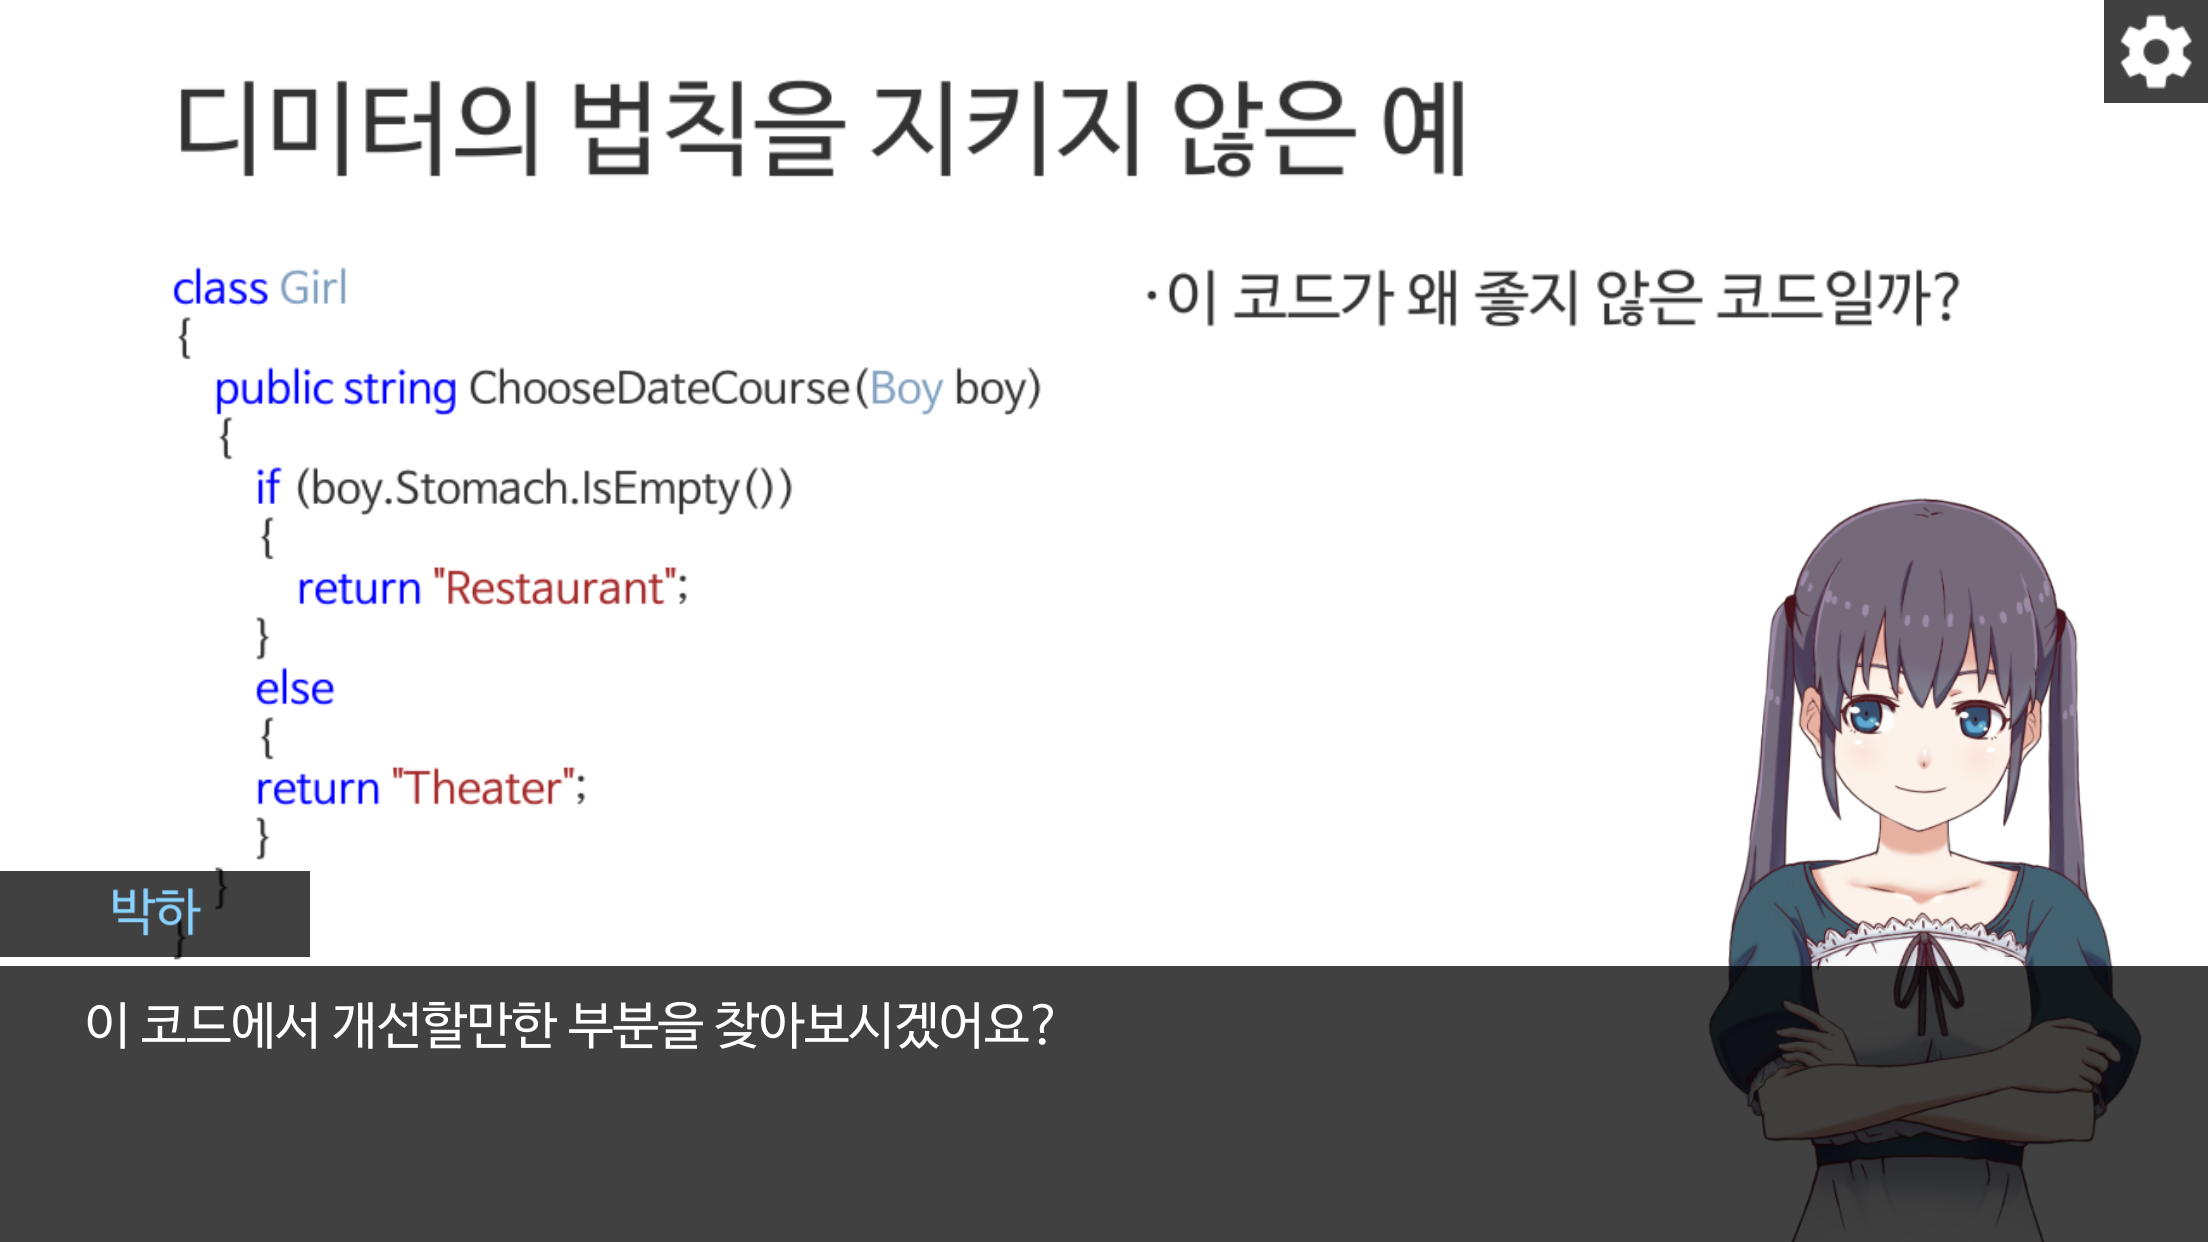 디미터의 법칙을 지키지 않은 예
class Girl
{
public string ChooseDateCourse(Boy boy)
{
if (boy.Stomach.IsEmpty())
{
return "Restaurant";
}
else
{
return "Theater";
}
}
}
·이 코드가 왜 좋지 않은 코드일까?
박하
이 코드에서 개선할만한 부분을 찾아보시겠어요?